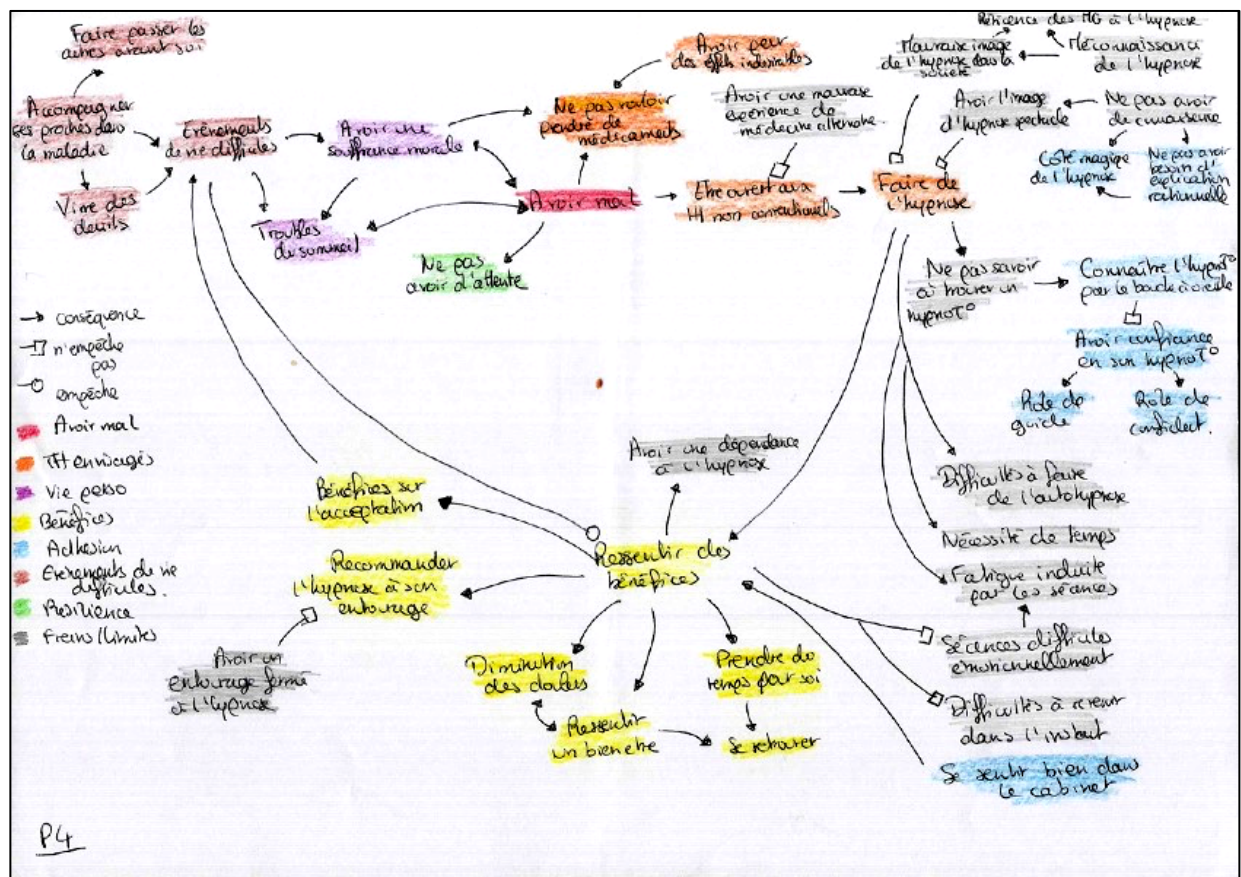 Faire passer les
autres avant soi
Accompagner
ses proches dans
la maladie
Vivre des
deuils
Evènements
de vie difficiles
Avoir une
souffrance morale
Troubles
du sommeil
Avoir peur
des effets indésirables
Ne pas vouloir
prendre de
médicaments
Avoir mal
Ne pas
avoir d'attente
Avoir une mauvaise
expérience de
médecine alternative
Etre ouvert aux
TT non conventionnels
Faire de
l'hypnose
Réticence des MG à l'hypnose
Mauvaise image
de l'hypnose dans la
société
Méconnaissance
de l'hypnose
Avoir l'image
d'hypnose spectacle
Ne pas avoir
de connaissance
Côté magique
de l'hypnose
Ne pas avoir
besoin d'
explication
rationnelle
Ne pas savoir
où trouver un
hypnoT°
Connaître l'hypnoT°
par le bouche à oreille
Avoir confiance
en son hypnoT°
Rôle de
guide
Rôle de
confident.
→ conséquence
n'empêche
pas
empêche
Avoir mal
TT envisagés
Vie perso
Bénéfices
Adhésion
Evènements de vie
difficiles.
Résilience
Freins/limites
Avoir une dépendance
à l'hypnose
Bénéfices sur
l'acceptation
Recommander
l'hypnose à son
entourage
Ressentir des
bénéfices
Avoir un
entourage fermé
à l'hypnose
Diminution
des douleurs
Ressentir
un bien être
Prendre du
temps pour soi
Se retrouver
Difficultés à faire
de l'autohypnose
Nécessité de temps
Fatigue induite
par les séances
Séances difficiles
émotionnellement
Difficultés à revenir
dans l'instant
Se sentir bien dans
le cabinet
P4